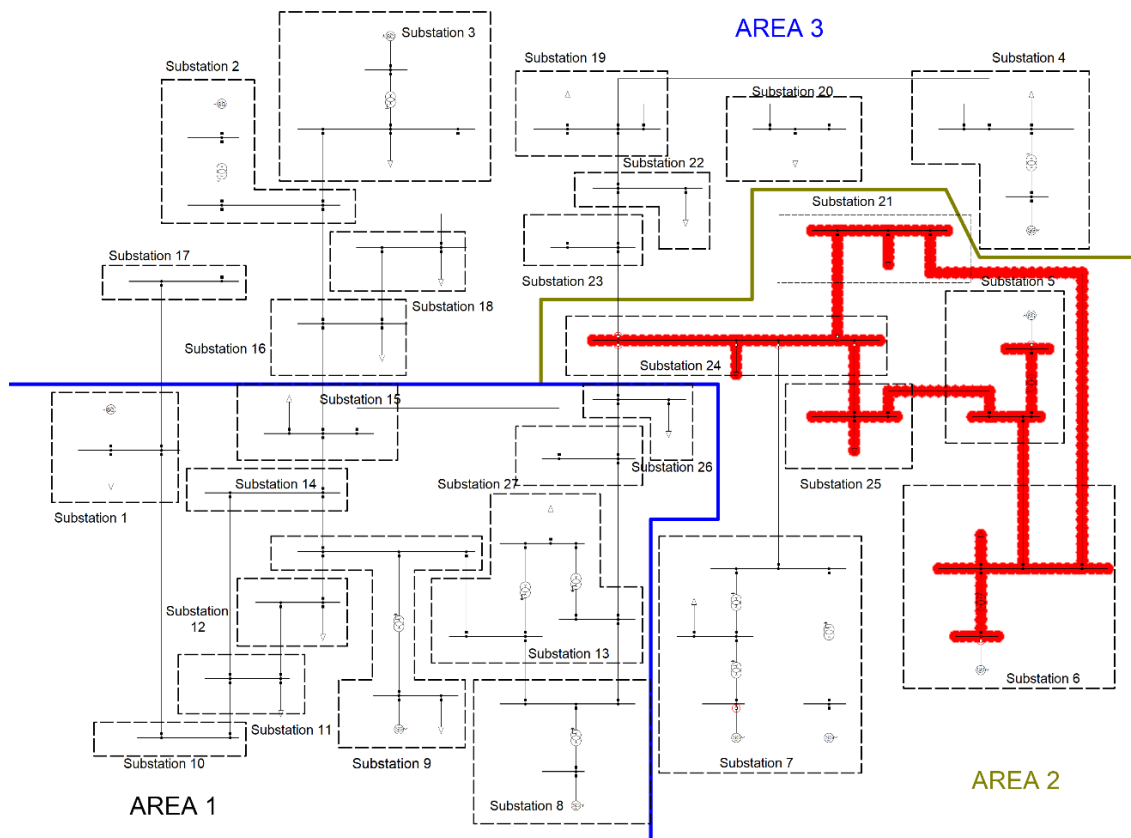 AREA 3
Substation 3
Substation 2
Substation 19
Substation 4
Substation 20
Substation 22
Substation 21
Substation 17
Substation 23
Substation 5
Substation 18
Substation 16
Substation 24
Substation 15
Substation 26
Substation 27
Substation 14
Substation 25
Substation 1
Substation
12
Substation 13
Substation 6
Substation 11
Substation 10
Substation 9
Substation 7
Substation 8
AREA 1
AREA 2